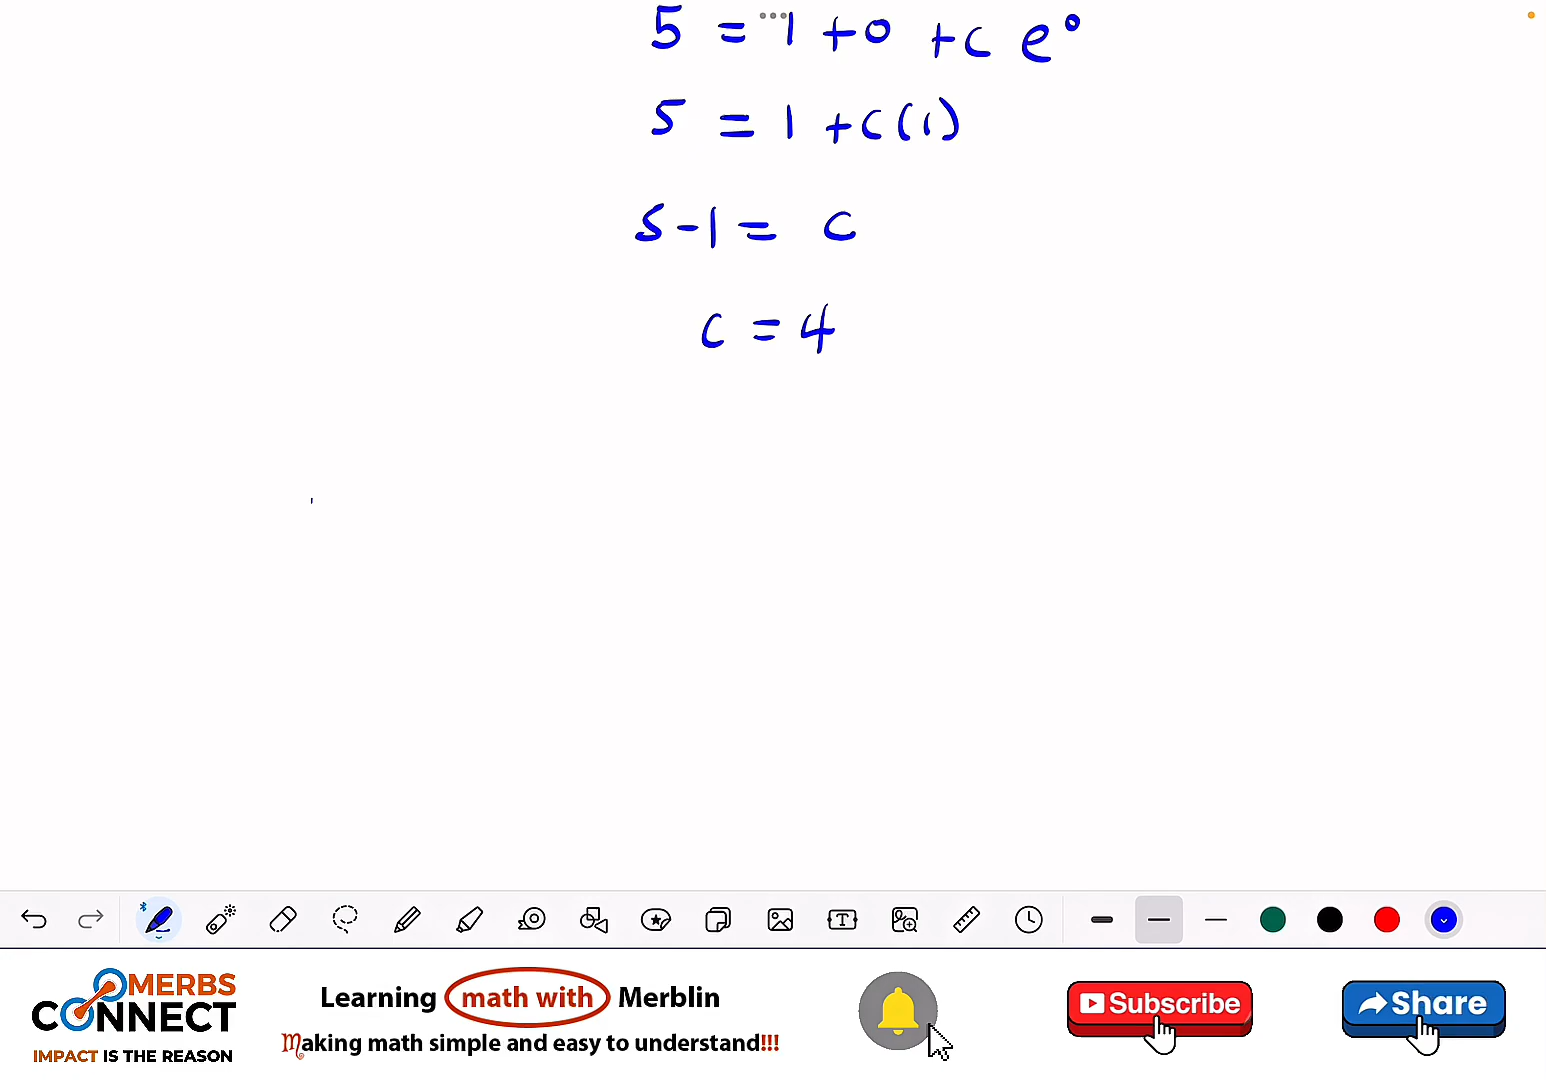 5 = 1 + 0 + c e⁰
5 = 1 + c(1)
5 - 1 = c
c = 4
T
MERBS
CONNECT
IMPACT IS THE REASON
Learning math with Merblin
Making math simple and easy to understand!!!
Subscribe
Share